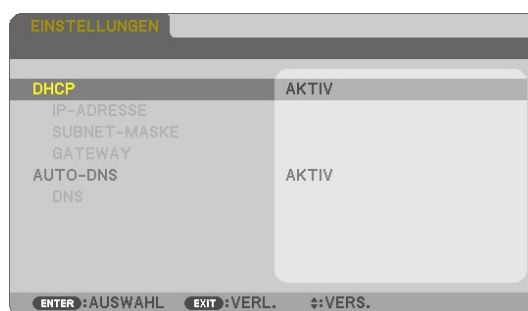 EINSTELLUNGEN
DHCP AKTIV
IP-ADRESSE
SUBNET-MASKE
GATEWAY
AUTO-DNS AKTIV
DNS
ENTER:AUSWAHL EXIT:VERL. ⬍:VERS.